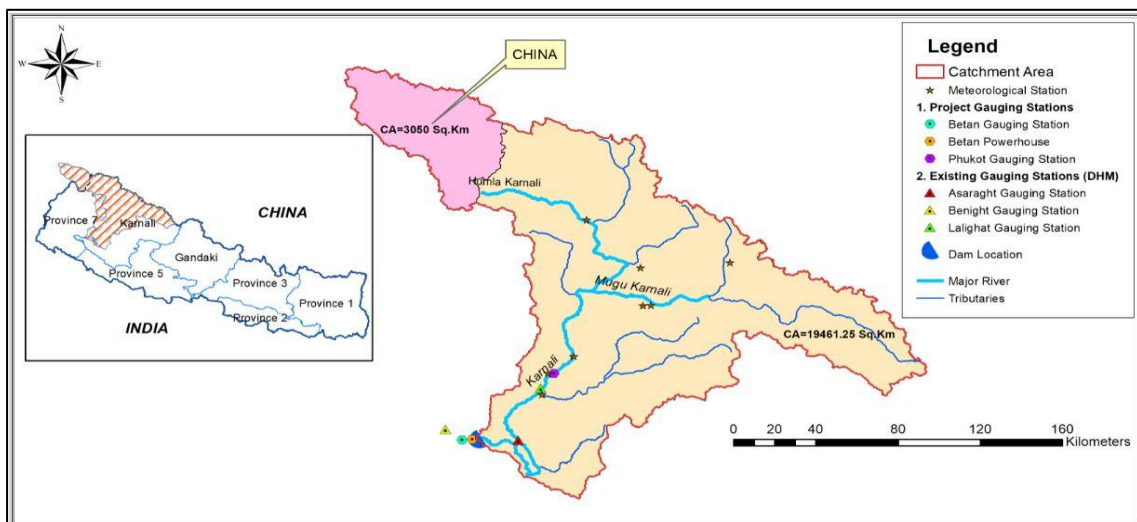 N
W
E
S
CHINA
CA=3050 Sq.Km
Humla Karnali
Mugu Karnali
Karnali
CA=19461.25 Sq.Km
Province 7
Karnali
CHINA
Gandaki
Province 5
Province 3
Province 1
Province 2
INDIA
Legend
Catchment Area
Meteorological Station
1. Project Gauging Stations
Betan Gauging Station
Betan Powerhouse
Phukot Gauging Station
2. Existing Gauging Stations (DHM)
Asaraght Gauging Station
Benight Gauging Station
Lalighat Gauging Station
Dam Location
Major River
Tributaries
0 20 40 80 120 160
Kilometers